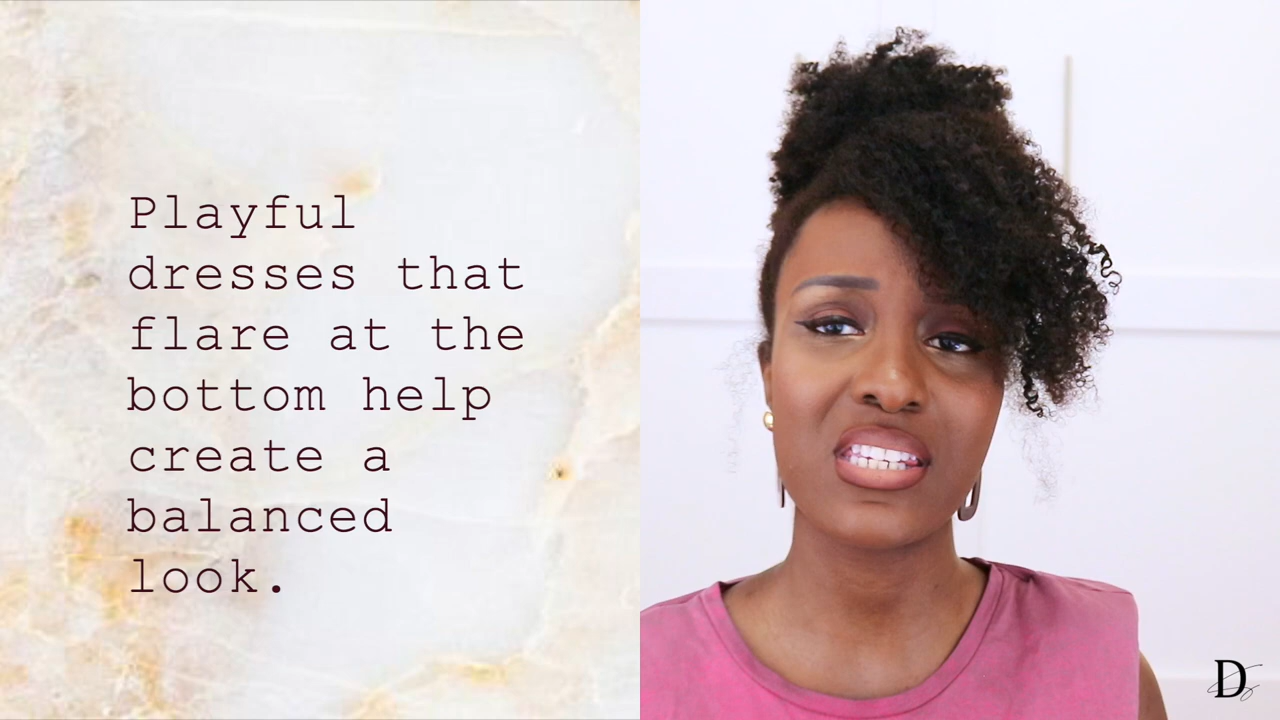 Playful
dresses that
flare at the
bottom help
create a
balanced
look.
D